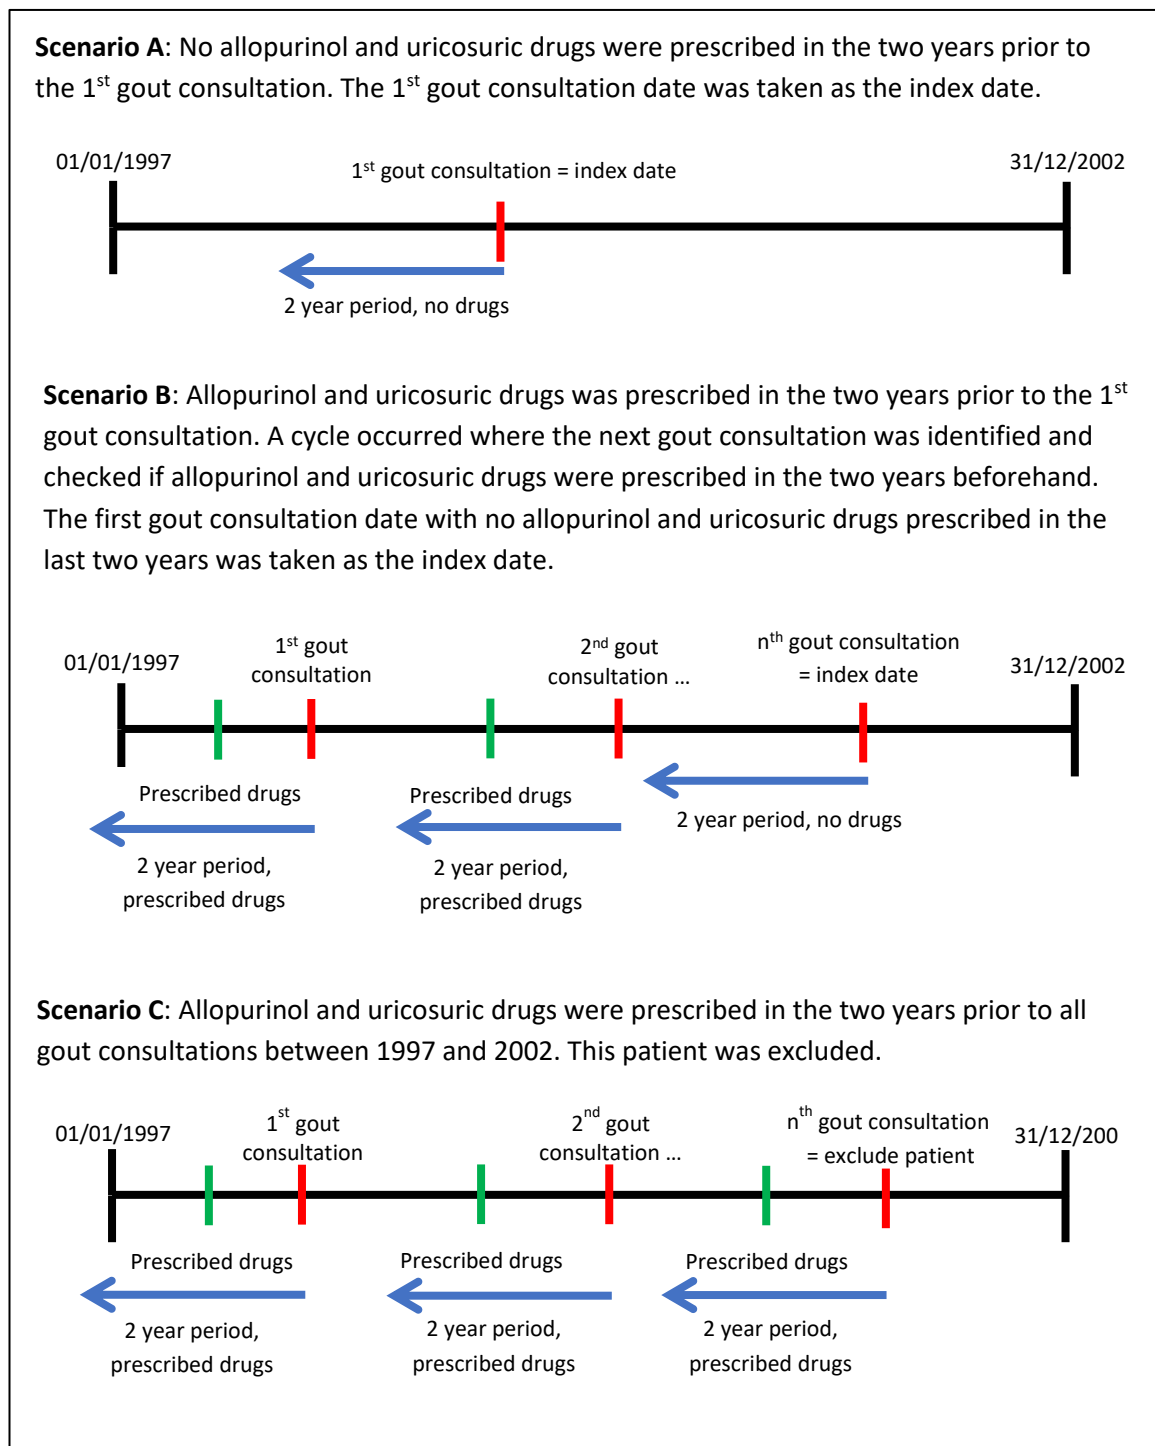 Scenario A: No allopurinol and uricosuric drugs were prescribed in the two years prior to
the 1st gout consultation. The 1st gout consultation date was taken as the index date.
01/01/1997
1st gout consultation = index date
31/12/2002
2 year period, no drugs
Scenario B: Allopurinol and uricosuric drugs was prescribed in the two years prior to the 1st
gout consultation. A cycle occurred where the next gout consultation was identified and
checked if allopurinol and uricosuric drugs were prescribed in the two years beforehand.
The first gout consultation date with no allopurinol and uricosuric drugs prescribed in the
last two years was taken as the index date.
01/01/1997
1st gout
consultation
2nd gout
consultation ...
nth gout consultation
= index date
31/12/2002
Prescribed drugs
2 year period,
prescribed drugs
Prescribed drugs
2 year period,
prescribed drugs
2 year period, no drugs
Scenario C: Allopurinol and uricosuric drugs were prescribed in the two years prior to all
gout consultations between 1997 and 2002. This patient was excluded.
01/01/1997
1st gout
consultation
2nd gout
consultation ...
nth gout consultation
= exclude patient
31/12/200
Prescribed drugs
2 year period,
prescribed drugs
Prescribed drugs
2 year period,
prescribed drugs
Prescribed drugs
2 year period,
prescribed drugs